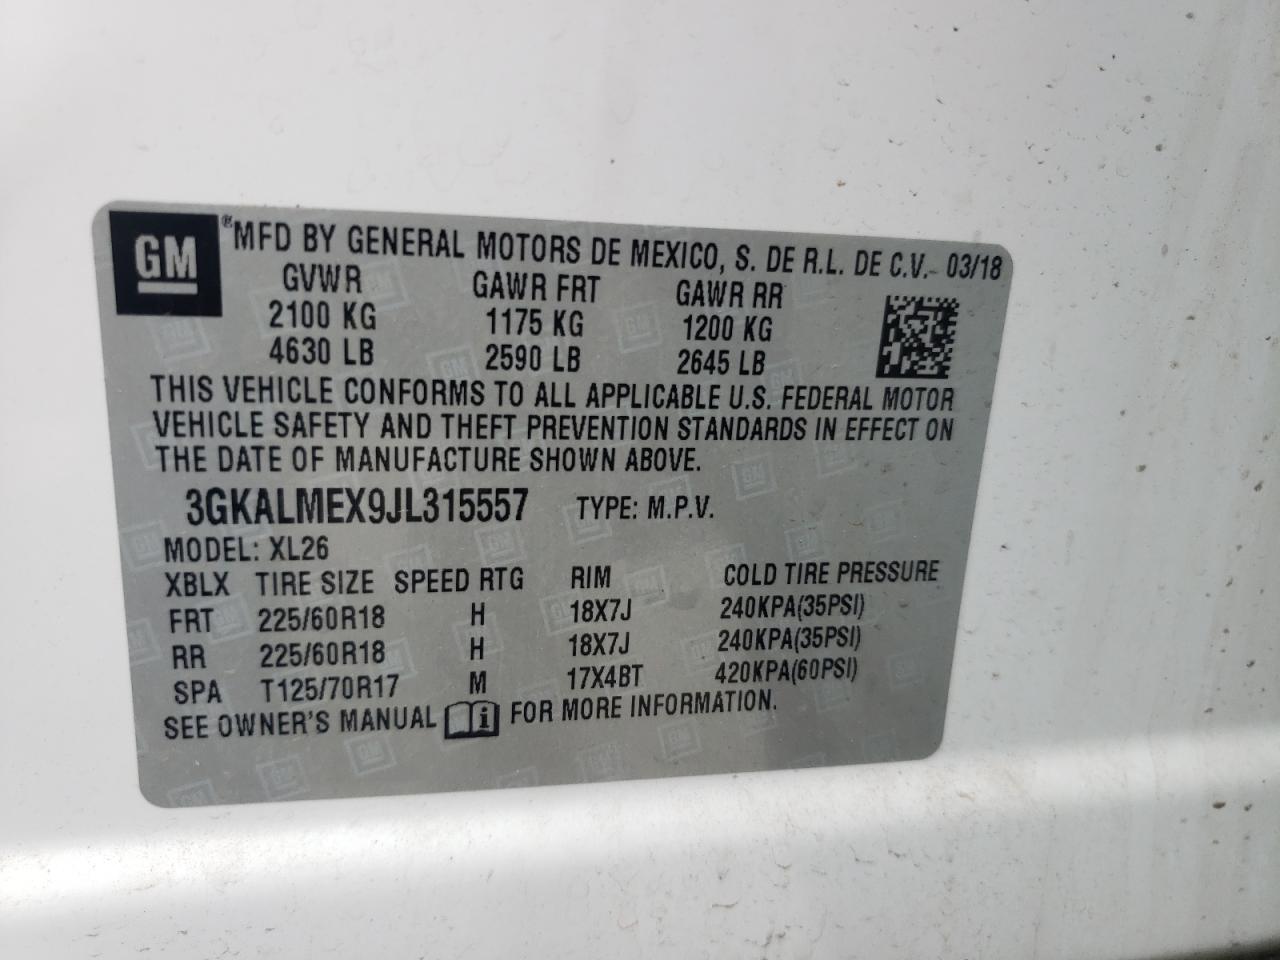 GM ® MFD BY GENERAL MOTORS DE MEXICO, S. DE R.L. DE C.V.- 03/18
GVWR GAWR FRT GAWR RR
2100 KG 1175 KG 1200 KG
4630 LB 2590 LB 2645 LB
THIS VEHICLE CONFORMS TO ALL APPLICABLE U.S. FEDERAL MOTOR
VEHICLE SAFETY AND THEFT PREVENTION STANDARDS IN EFFECT ON
THE DATE OF MANUFACTURE SHOWN ABOVE.
3GKALMEX9JL315557 TYPE: M.P.V.
MODEL: XL26
XBLX TIRE SIZE SPEED RTG RIM COLD TIRE PRESSURE
FRT 225/60R18 H 18X7J 240KPA(35PSI)
RR 225/60R18 H 18X7J 240KPA(35PSI)
SPA T125/70R17 M 17X4BT 420KPA(60PSI)
SEE OWNER'S MANUAL i FOR MORE INFORMATION.